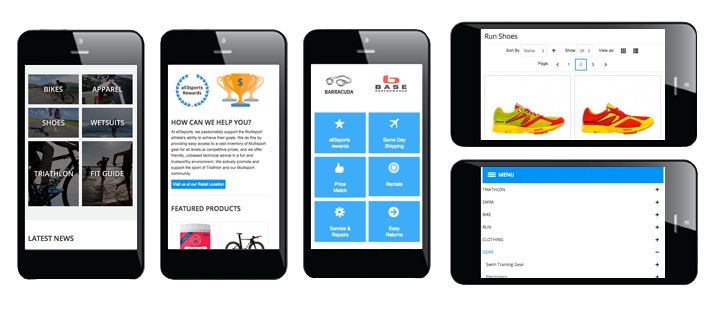 BIKES
APPAREL
SHOES
WETSUITS
TRIATHLON
FIT GUIDE
LATEST NEWS
all3sports
Rewards
$
HOW CAN WE HELP YOU?
At all3sports, we passionately support the Multisport
athlete's ability to achieve their goals. We do this by
providing easy access to a vast inventory of Multisport
gear for all levels at competitive prices, and we offer
friendly, unbiased technical advice in a fun and
trustworthy environment. We actively promote and
support the sport of Triathlon and our Multisport
community.
Visit us at our Retail Location
FEATURED PRODUCTS
BARRACUDA
BASE
PERFORMANCE
all3sports
rewards
Same Day
Shipping
Price
Match
Rentals
Service &
Repairs
Easy
Returns
Run Shoes
Sort By Name Show 28 View as:
Page: 1 2 3
MENU
TRIATHLON +
SWIM +
BIKE +
RUN +
CLOTHING +
GEAR −
Swim Training Gear
Electronics